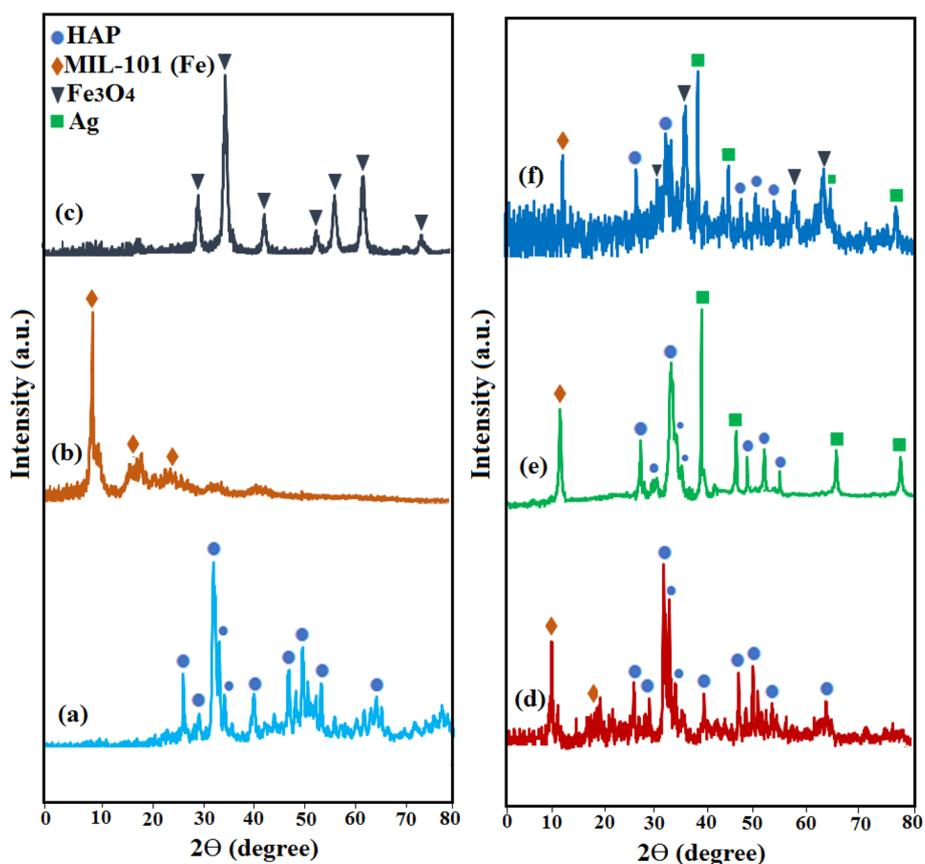 HAP
MIL-101 (Fe)
Fe3O4
Ag
(c)
(b)
(a)
Intensity (a.u.)
0 10 20 30 40 50 60 70 80
2Θ (degree)
(f)
(e)
(d)
Intensity (a.u.)
0 10 20 30 40 50 60 70 80
2Θ (degree)